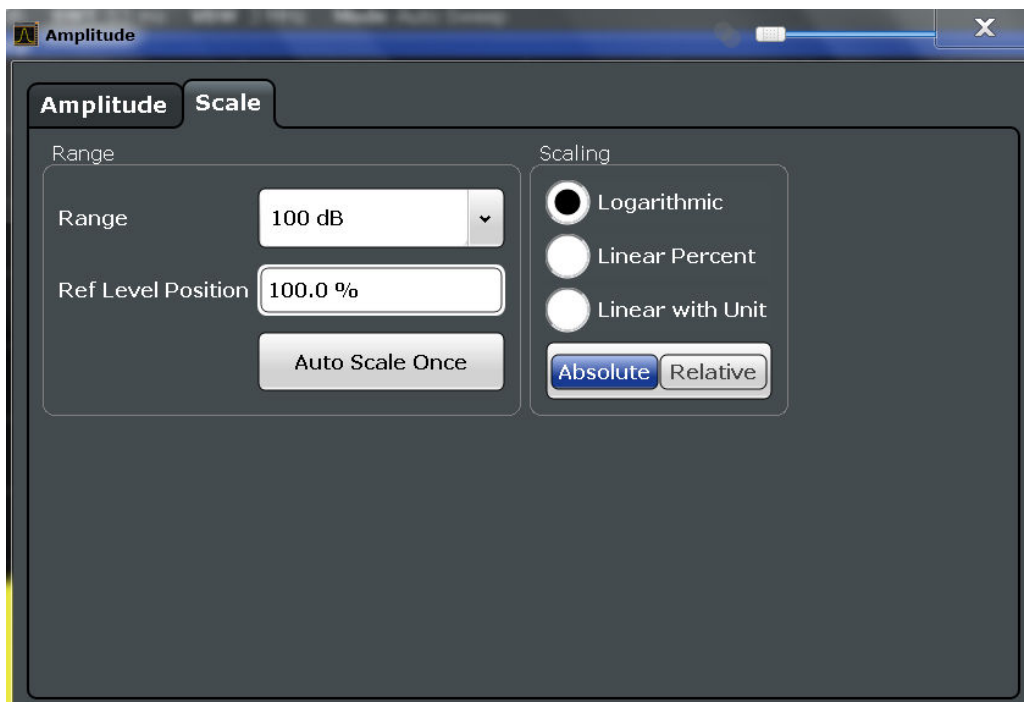 Amplitude
X
Amplitude
Scale
Range
Range
100 dB
Ref Level Position
100.0 %
Auto Scale Once
Scaling
Logarithmic
Linear Percent
Linear with Unit
Absolute
Relative